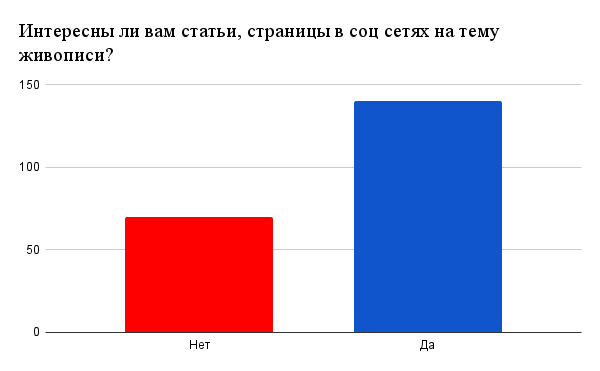 Интересны ли вам статьи, страницы в соц сетях на тему
живописи?
150
100
50
0
Нет Да